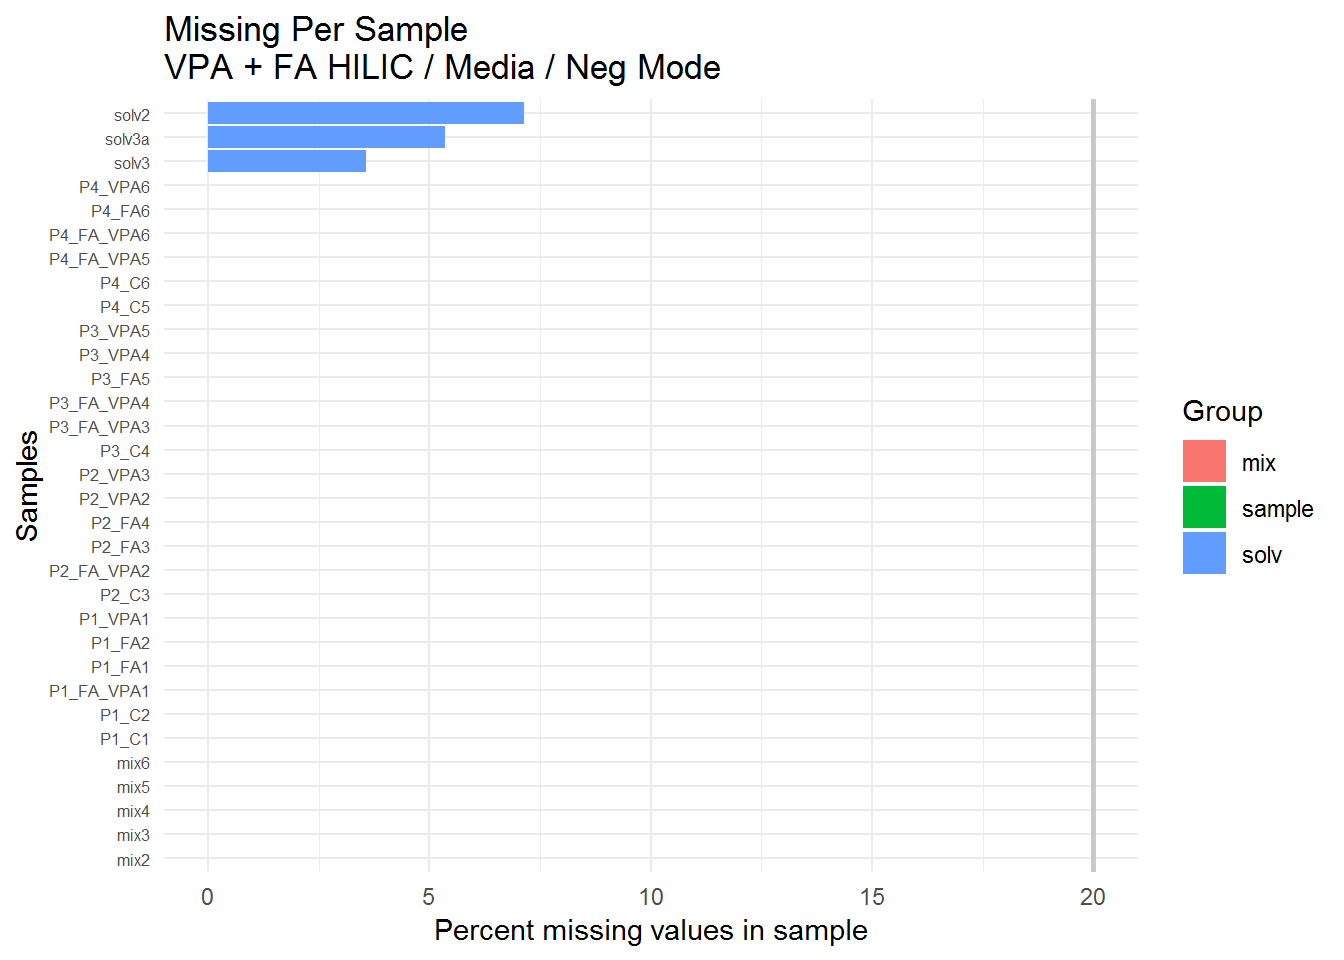 Missing Per Sample
VPA + FA HILIC / Media / Neg Mode
solv2
solv3a
solv3
P4_VPA6
P4_FA6
P4_FA_VPA6
P4_FA_VPA5
P4_C6
P4_C5
P3_VPA5
P3_VPA4
P3_FA5
P3_FA_VPA4
P3_FA_VPA3
P3_C4
P2_VPA3
P2_VPA2
P2_FA4
P2_FA3
P2_FA_VPA2
P2_C3
P1_VPA1
P1_FA2
P1_FA1
P1_FA_VPA1
P1_C2
P1_C1
mix6
mix5
mix4
mix3
mix2
Samples
0 5 10 15 20
Percent missing values in sample
Group
mix
sample
solv